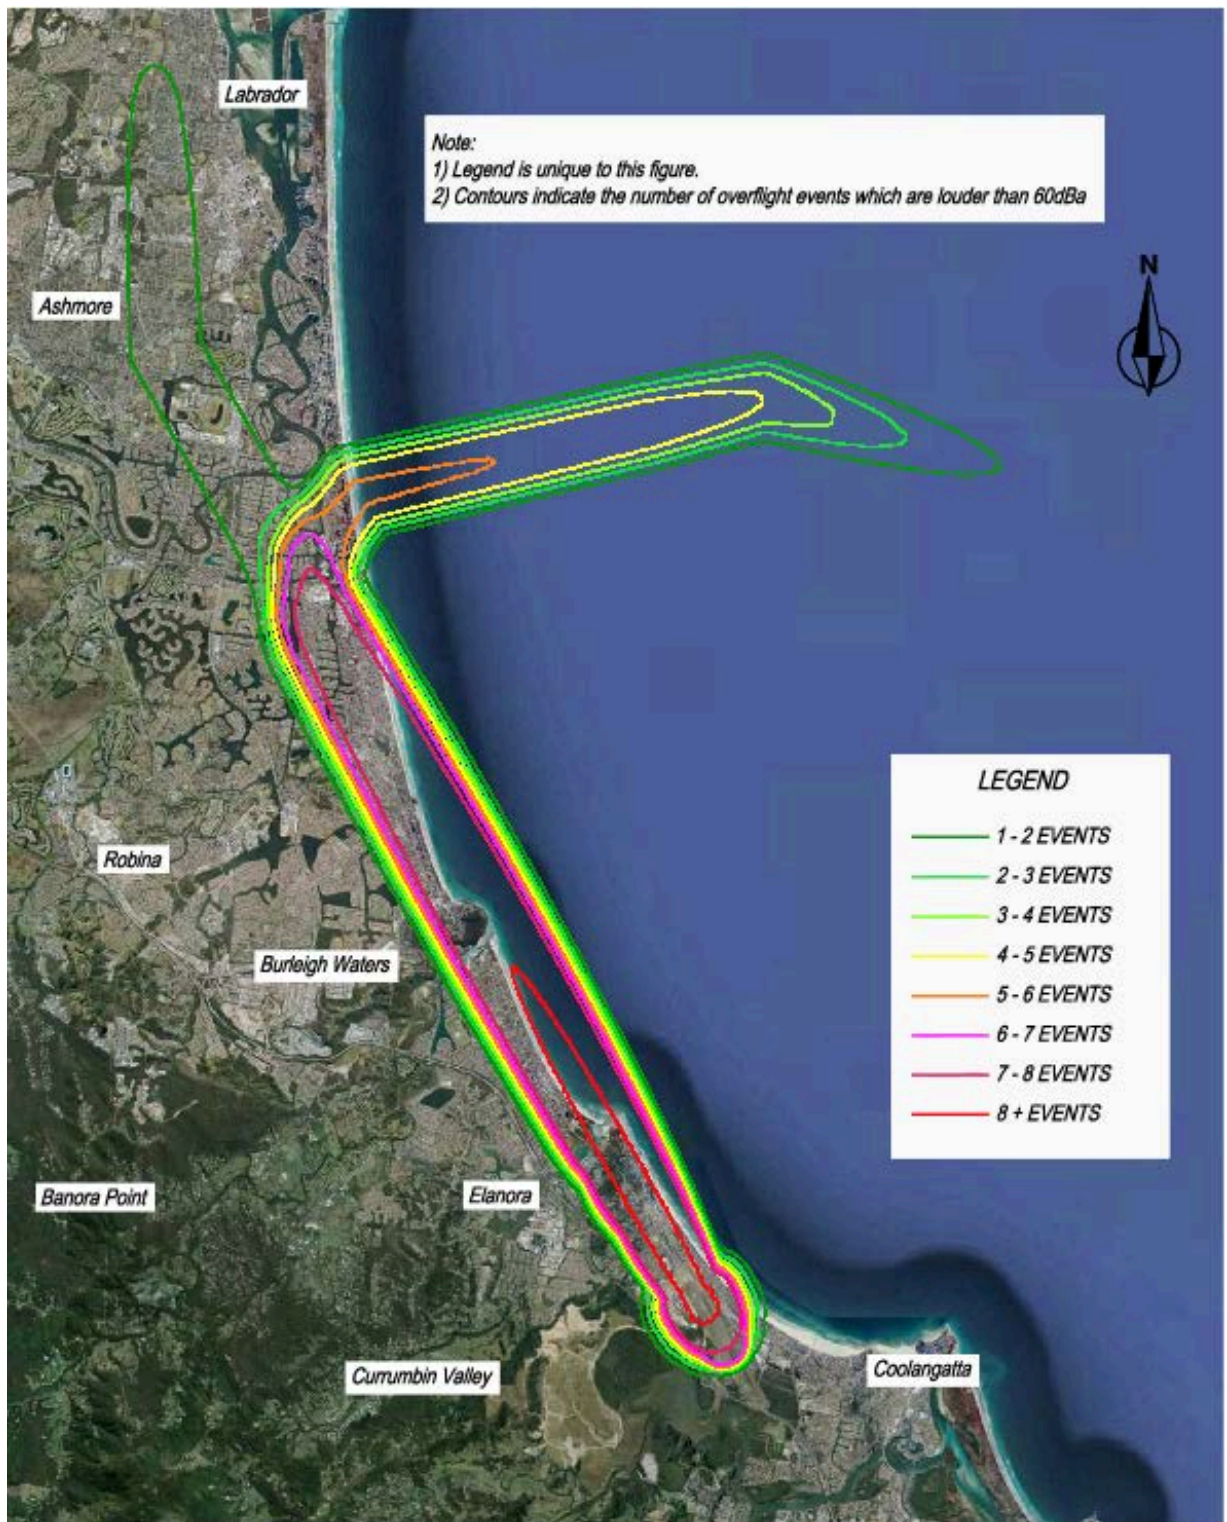 Labrador
Note:
1) Legend is unique to this figure.
2) Contours indicate the number of overflight events which are louder than 60dBa
N
Ashmore
LEGEND
1 - 2 EVENTS
2 - 3 EVENTS
3 - 4 EVENTS
4 - 5 EVENTS
5 - 6 EVENTS
6 - 7 EVENTS
7 - 8 EVENTS
8 + EVENTS
Robina
Burleigh Waters
Banora Point
Elanora
Currumbin Valley
Coolangatta